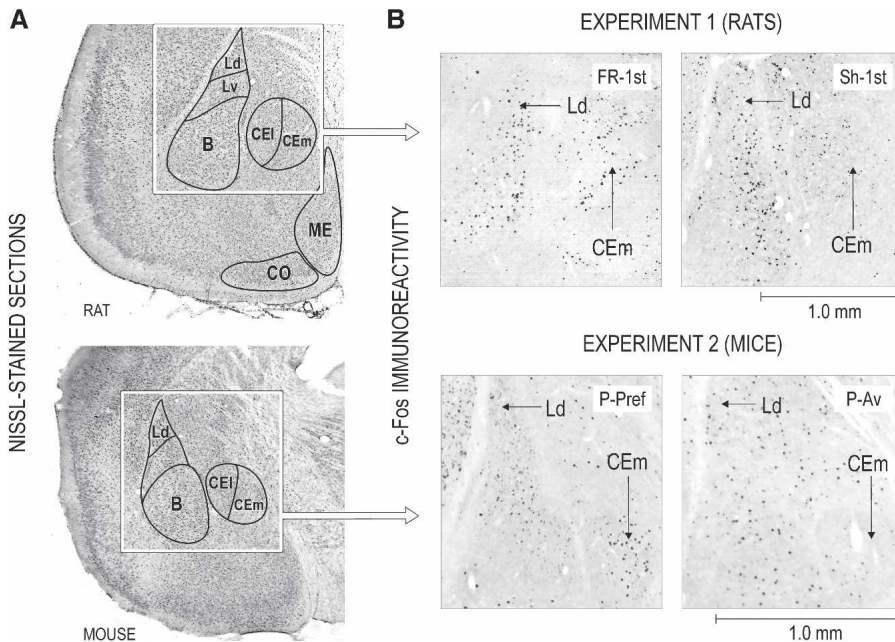 A
NISSL-STAINED SECTIONS
Ld
Lv
B
CEl
CEm
ME
CO
RAT
Ld
B
CEl
CEm
MOUSE
B
c-Fos IMMUNOREACTIVITY
EXPERIMENT 1 (RATS)
FR-1st
Ld
CEm
Sh-1st
Ld
CEm
1.0 mm
EXPERIMENT 2 (MICE)
P-Pref
Ld
CEm
P-Av
Ld
CEm
1.0 mm